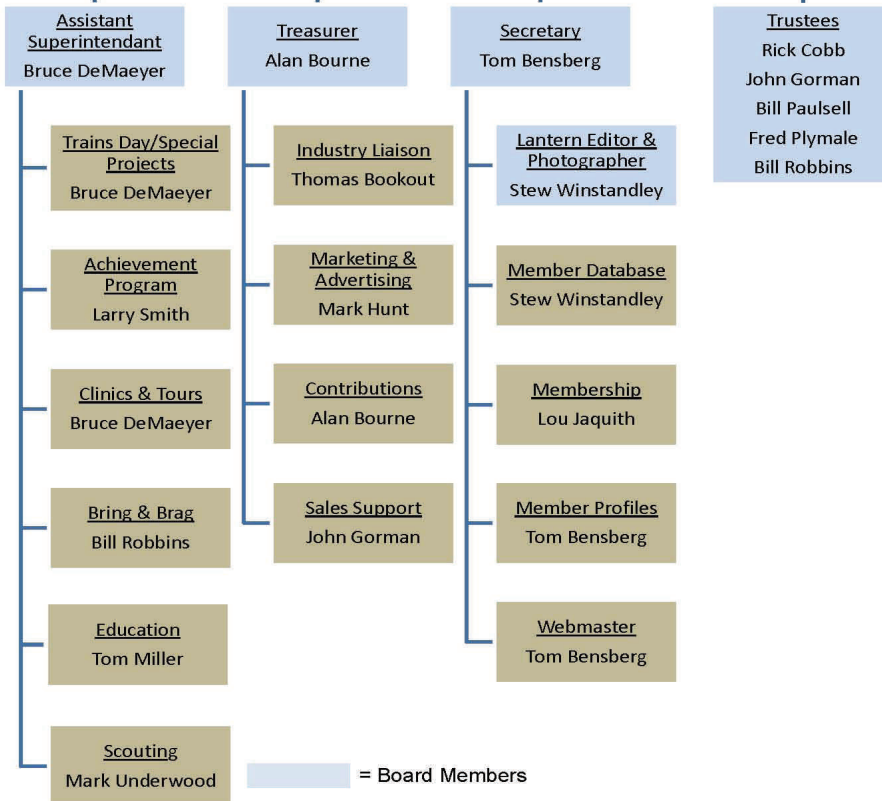 Assistant
Superintendant
Bruce DeMaeyer
Trains Day/Special
Projects
Bruce DeMaeyer
Achievement
Program
Larry Smith
Clinics & Tours
Bruce DeMaeyer
Bring & Brag
Bill Robbins
Education
Tom Miller
Scouting
Mark Underwood
Treasurer
Alan Bourne
Industry Liaison
Thomas Bookout
Marketing &
Advertising
Mark Hunt
Contributions
Alan Bourne
Sales Support
John Gorman
Secretary
Tom Bensberg
Lantern Editor &
Photographer
Stew Winstandley
Member Database
Stew Winstandley
Membership
Lou Jaquith
Member Profiles
Tom Bensberg
Webmaster
Tom Bensberg
Trustees
Rick Cobb
John Gorman
Bill Paulsell
Fred Plymale
Bill Robbins
= Board Members